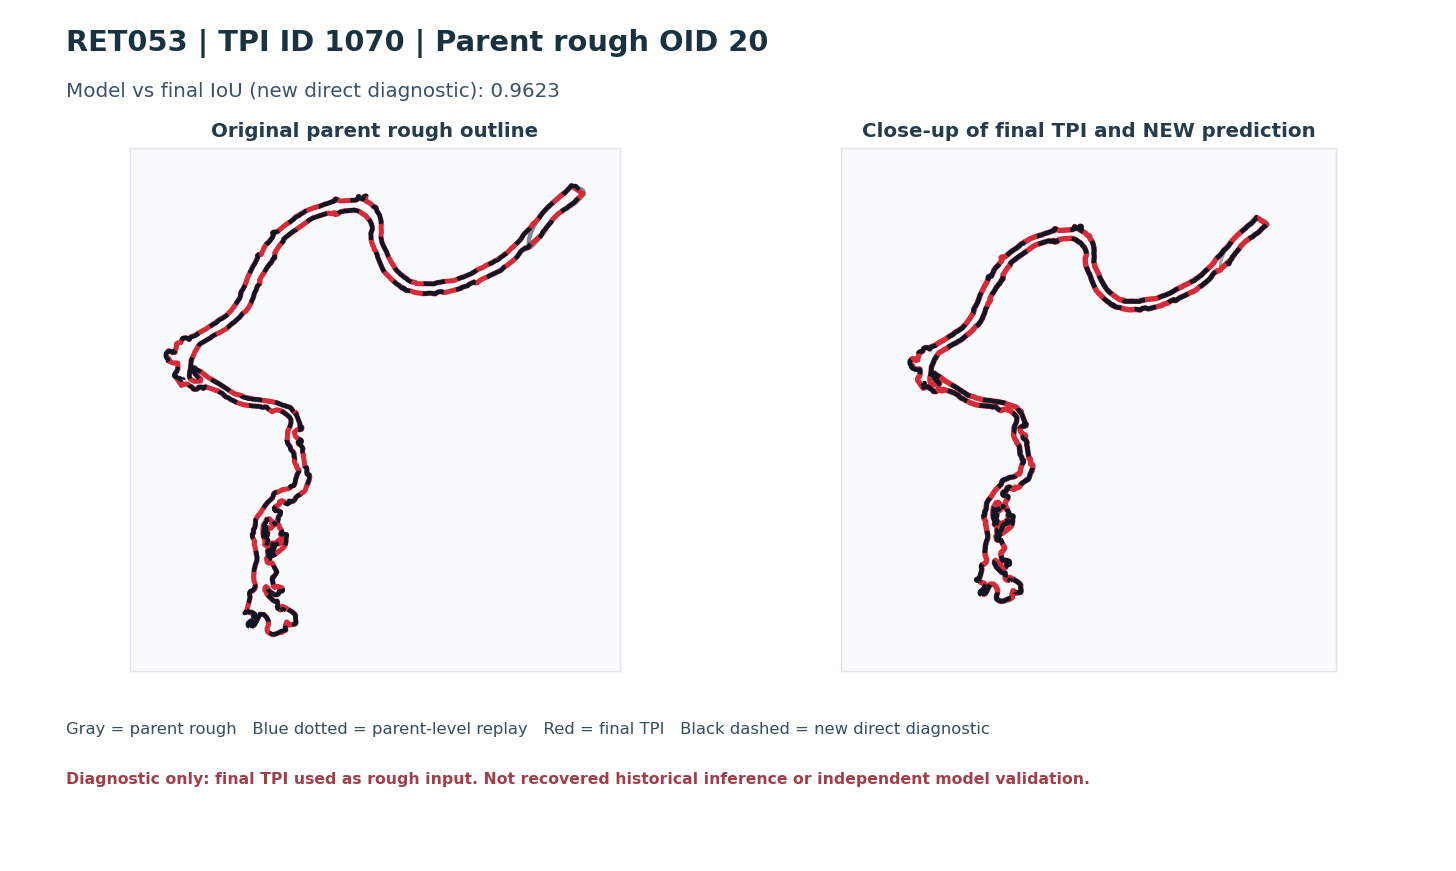 RET053 | TPI ID 1070 | Parent rough OID 20
Model vs final IoU (new direct diagnostic): 0.9623
Original parent rough outline
Close-up of final TPI and NEW prediction
Gray = parent rough   Blue dotted = parent-level replay   Red = final TPI   Black dashed = new direct diagnostic
Diagnostic only: final TPI used as rough input. Not recovered historical inference or independent model validation.